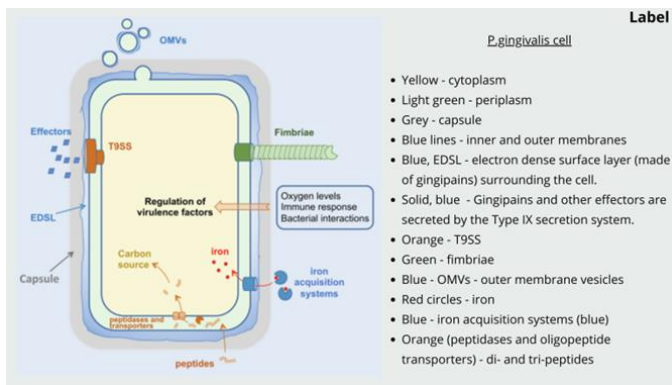 Label
OMVs
Effectors
T9SS
Fimbriae
Regulation of
virulence factors
Oxygen levels
Immune response
Bacterial interactions
EDSL
Capsule
Carbon
source
iron
iron
acquisition
systems
peptidases and
transporters
peptides
P.gingivalis cell
• Yellow - cytoplasm
• Light green - periplasm
• Grey - capsule
• Blue lines - inner and outer membranes
• Blue, EDSL - electron dense surface layer (made
of gingipains) surrounding the cell.
• Solid, blue - Gingipains and other effectors are
secreted by the Type IX secretion system.
• Orange - T9SS
• Green - fimbriae
• Blue - OMVs - outer membrane vesicles
• Red circles - iron
• Blue - iron acquisition systems (blue)
• Orange (peptidases and oligopeptide
transporters) - di- and tri-peptides